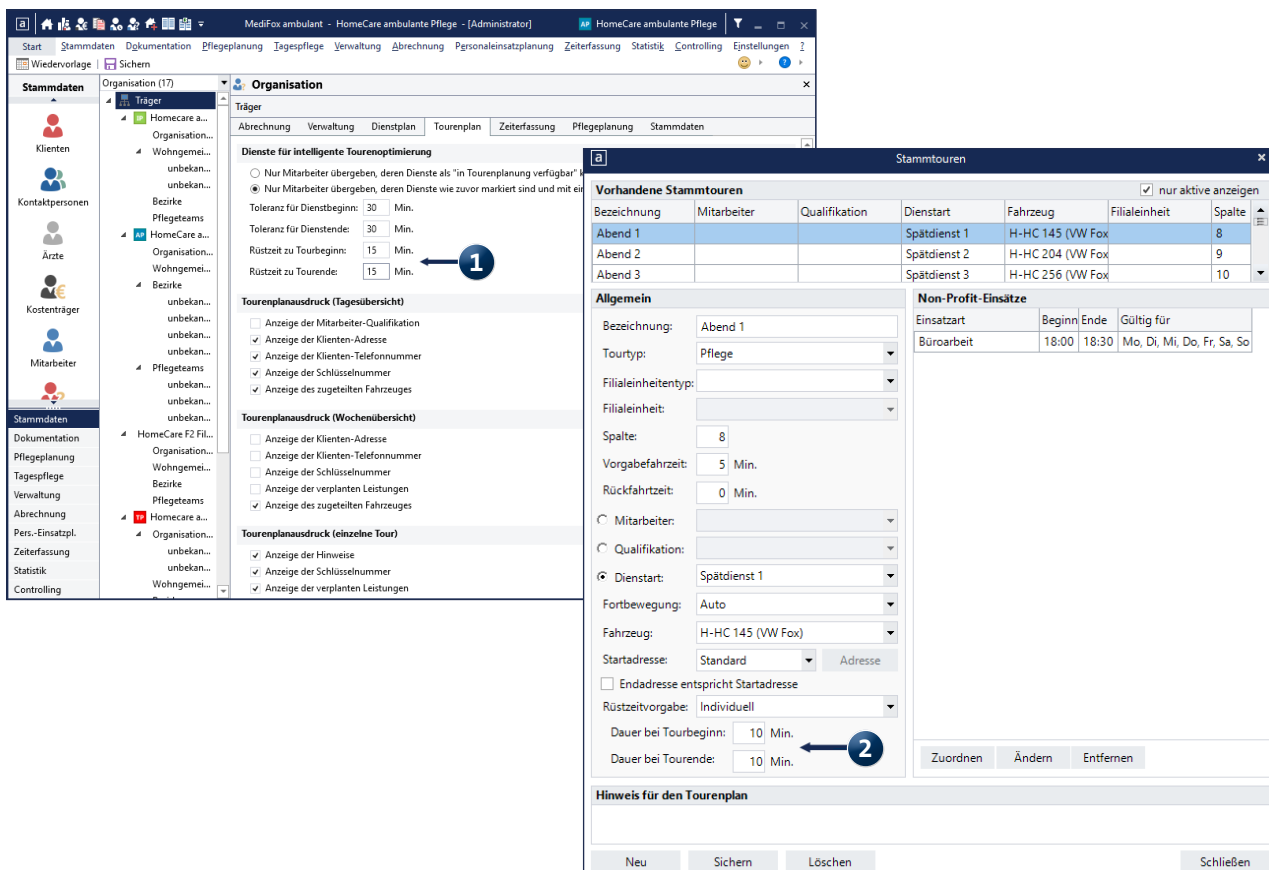 a MediFox ambulant - HomeCare ambulante Pflege - [Administrator] AP HomeCare ambulante Pflege
Start Stammdaten Dokumentation Pflegeplanung Tagespflege Verwaltung Abrechnung Personaleinsatzplanung Zeiterfassung Statistik Controlling Einstellungen ?
Wiedervorlage Sichern
Stammdaten
Klienten
Kontaktpersonen
Ärzte
Kostenträger
Mitarbeiter
Stammdaten
Dokumentation
Pflegeplanung
Tagespflege
Verwaltung
Abrechnung
Pers.-Einsatzpl.
Zeiterfassung
Statistik
Controlling
Organisation (17)
Träger
Homecare a...
Organisation...
Wohngemei...
unbekan...
unbekan...
Bezirke
Pflegeteams
AP HomeCare a...
Organisation...
Wohngemei...
Bezirke
unbekan...
unbekan...
unbekan...
unbekan...
Pflegeteams
unbekan...
unbekan...
unbekan...
HomeCare F2 Fil...
Organisation...
Wohngemei...
Bezirke
Pflegeteams
TP Homecare a...
Organisation...
unbekan...
unbekan...
Wohngemei...
Organisation
Träger
Abrechnung Verwaltung Dienstplan Tourenplan Zeiterfassung Pflegeplanung Stammdaten
Dienste für intelligente Tourenoptimierung
Nur Mitarbeiter übergeben, deren Dienste als "in Tourenplanung verfügbar" k
Nur Mitarbeiter übergeben, deren Dienste wie zuvor markiert sind und mit ein
Toleranz für Dienstbeginn: 30 Min.
Toleranz für Dienstende: 30 Min.
Rüstzeit zu Tourbeginn: 15 Min.
Rüstzeit zu Tourende: 15 Min.
1
Tourenplanausdruck (Tagesübersicht)
Anzeige der Mitarbeiter-Qualifikation
Anzeige der Klienten-Adresse
Anzeige der Klienten-Telefonnummer
Anzeige der Schlüsselnummer
Anzeige des zugeteilten Fahrzeuges
Tourenplanausdruck (Wochenübersicht)
Anzeige der Klienten-Adresse
Anzeige der Klienten-Telefonnummer
Anzeige der Schlüsselnummer
Anzeige der verplanten Leistungen
Anzeige des zugeteilten Fahrzeuges
Tourenplanausdruck (einzelne Tour)
Anzeige der Hinweise
Anzeige der Schlüsselnummer
Anzeige der verplanten Leistungen
a Stammtouren
Vorhandene Stammtouren nur aktive anzeigen
Bezeichnung Mitarbeiter Qualifikation Dienstart Fahrzeug Filialeinheit Spalte
Abend 1 Spätdienst 1 H-HC 145 (VW Fox 8
Abend 2 Spätdienst 2 H-HC 204 (VW Fox 9
Abend 3 Spätdienst 3 H-HC 256 (VW Fox 10
Allgemein
Bezeichnung: Abend 1
Tourtyp: Pflege
Filialeinheitentyp:
Filialeinheit:
Spalte: 8
Vorgabefahrzeit: 5 Min.
Rückfahrtzeit: 0 Min.
Mitarbeiter:
Qualifikation:
Dienstart: Spätdienst 1
Fortbewegung: Auto
Fahrzeug: H-HC 145 (VW Fox)
Startadresse: Standard Adresse
Endadresse entspricht Startadresse
Rüstzeitvorgabe: Individuell
Dauer bei Tourbeginn: 10 Min.
Dauer bei Tourende: 10 Min.
2
Non-Profit-Einsätze
Einsatzart Beginn Ende Gültig für
Büroarbeit 18:00 18:30 Mo, Di, Mi, Do, Fr, Sa, So
Zuordnen Ändern Entfernen
Hinweis für den Tourenplan
Neu Sichern Löschen Schließen